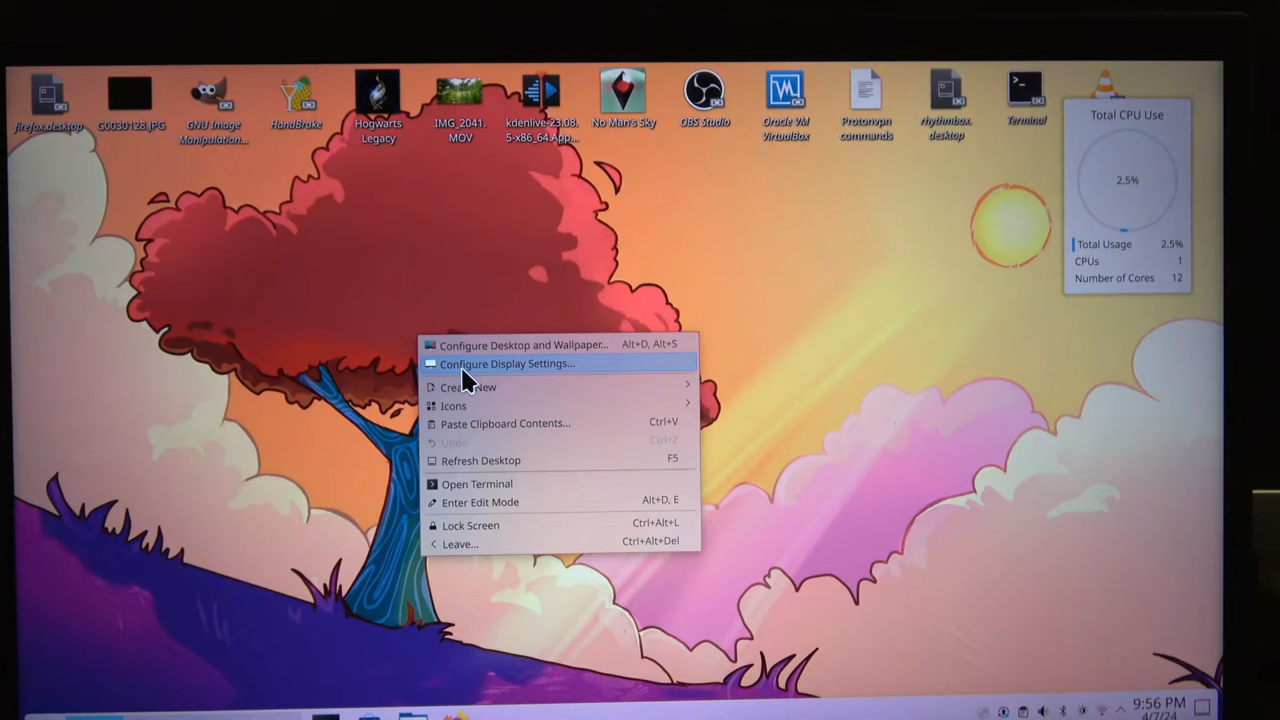 firefox.desktop
G0030128.JPG
GNU Image
Manipulation...
HandBrake
Hogwarts
Legacy
IMG_2041.
MOV
kdenlive-23.08.
5-x86_64.App...
No Man's Sky
OBS Studio
Oracle VM
VirtualBox
Protonvpn
commands
rhythmbox.
desktop
Terminal
Total CPU Use
2.5%
Total Usage 2.5%
CPUs 1
Number of Cores 12
Configure Desktop and Wallpaper... Alt+D, Alt+S
Configure Display Settings...
Create New
Icons
Paste Clipboard Contents... Ctrl+V
Undo Ctrl+Z
Refresh Desktop F5
Open Terminal
Enter Edit Mode Alt+D, E
Lock Screen Ctrl+Alt+L
Leave... Ctrl+Alt+Del
9:56 PM
4/7/24